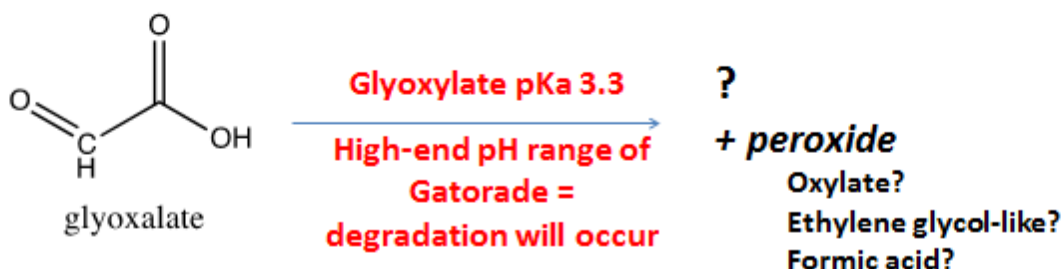 O
O
C
H
OH
glyoxalate
Glyoxylate pKa 3.3
High-end pH range of
Gatorade =
degradation will occur
?
+ peroxide
Oxylate?
Ethylene glycol-like?
Formic acid?